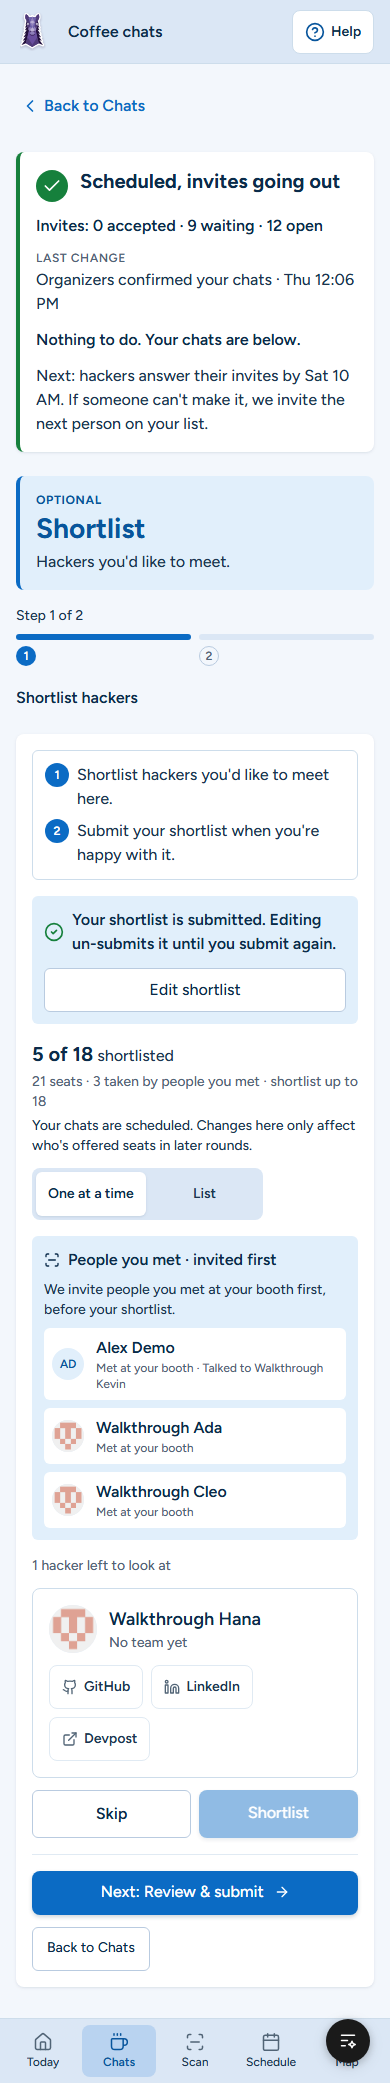 Coffee chats
Help
Back to Chats
Scheduled, invites going out
Invites: 0 accepted · 9 waiting · 12 open
LAST CHANGE
Organizers confirmed your chats · Thu 12:06
PM
Nothing to do. Your chats are below.
Next: hackers answer their invites by Sat 10
AM. If someone can't make it, we invite the
next person on your list.
OPTIONAL
Shortlist
Hackers you'd like to meet.
Step 1 of 2
1
2
Shortlist hackers
1 Shortlist hackers you'd like to meet
here.
2 Submit your shortlist when you're
happy with it.
Your shortlist is submitted. Editing
un-submits it until you submit again.
Edit shortlist
5 of 18 shortlisted
21 seats · 3 taken by people you met · shortlist up to
18
Your chats are scheduled. Changes here only affect
who's offered seats in later rounds.
One at a time
List
People you met · invited first
We invite people you met at your booth first,
before your shortlist.
AD
Alex Demo
Met at your booth · Talked to Walkthrough
Kevin
Walkthrough Ada
Met at your booth
Walkthrough Cleo
Met at your booth
1 hacker left to look at
Walkthrough Hana
No team yet
GitHub
LinkedIn
Devpost
Skip
Shortlist
Next: Review & submit
Back to Chats
Today
Chats
Scan
Schedule
Map